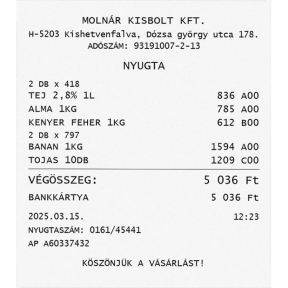 MOLNÁR KISBOLT KFT.
H-5203 Kishetvenfalva, Dózsa györgy utca 178.
ADÓSZÁM: 93191007-2-13
NYUGTA
2 DB x 418
TEJ 2,8% 1L 836 A00
ALMA 1KG 785 A00
KENYER FEHER 1KG 612 B00
2 DB x 797
BANAN 1KG 1594 A00
TOJAS 10DB 1209 C00
VÉGÖSSZEG: 5 036 Ft
BANKKÁRTYA 5 036 Ft
2025.03.15. 12:23
NYUGTASZÁM: 0161/45441
AP A60337432
KÖSZÖNJÜK A VÁSÁRLÁST!